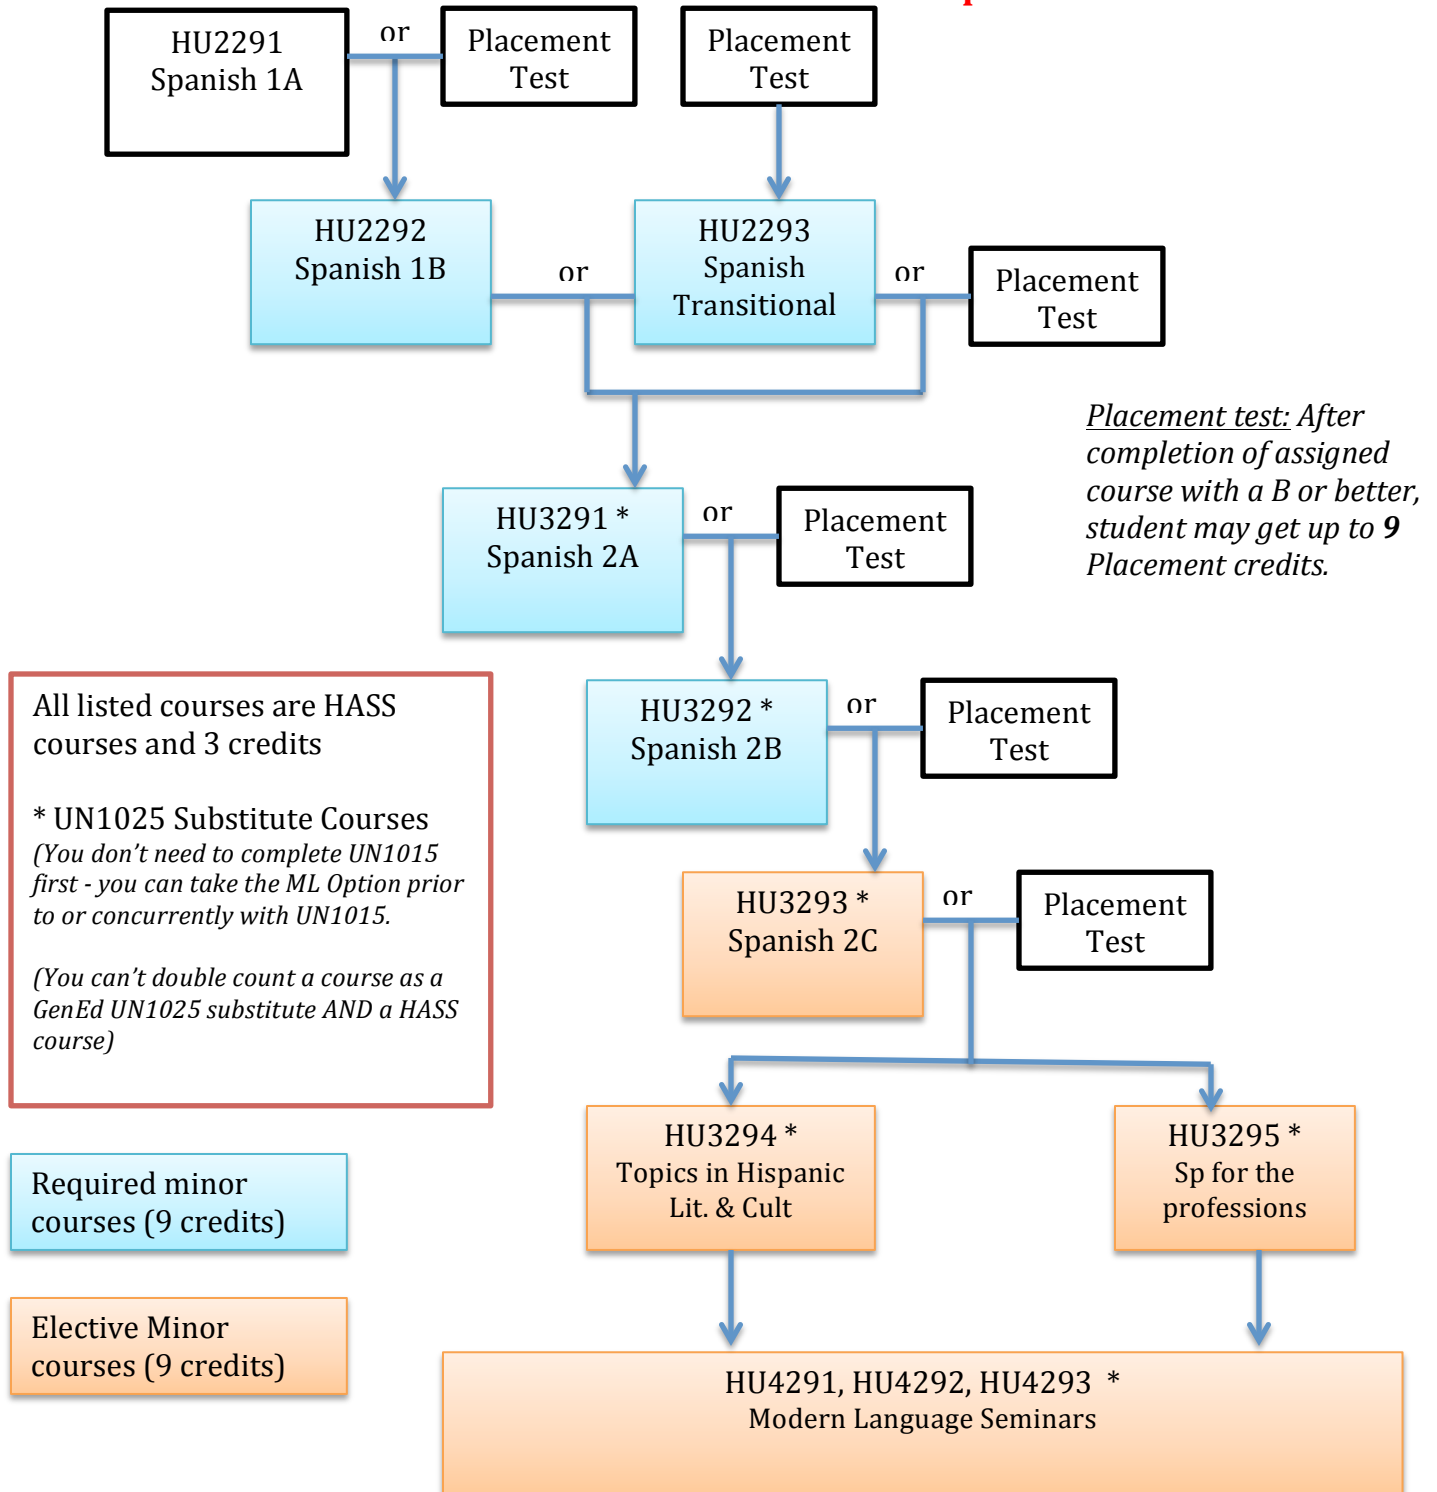 HU2291
Spanish 1A
or
Placement
Test
Placement
Test
HU2292
Spanish 1B
or
HU2293
Spanish
Transitional
or
Placement
Test
Placement test: After
completion of assigned
course with a B or better,
student may get up to 9
Placement credits.
HU3291 *
Spanish 2A
or
Placement
Test
All listed courses are HASS
courses and 3 credits
* UN1025 Substitute Courses
(You don’t need to complete UN1015
first - you can take the ML Option prior
to or concurrently with UN1015.
(You can’t double count a course as a
GenEd UN1025 substitute AND a HASS
course)
HU3292 *
Spanish 2B
or
Placement
Test
HU3293 *
Spanish 2C
or
Placement
Test
HU3294 *
Topics in Hispanic
Lit. & Cult
HU3295 *
Sp for the
professions
Required minor
courses (9 credits)
Elective Minor
courses (9 credits)
HU4291, HU4292, HU4293 *
Modern Language Seminars